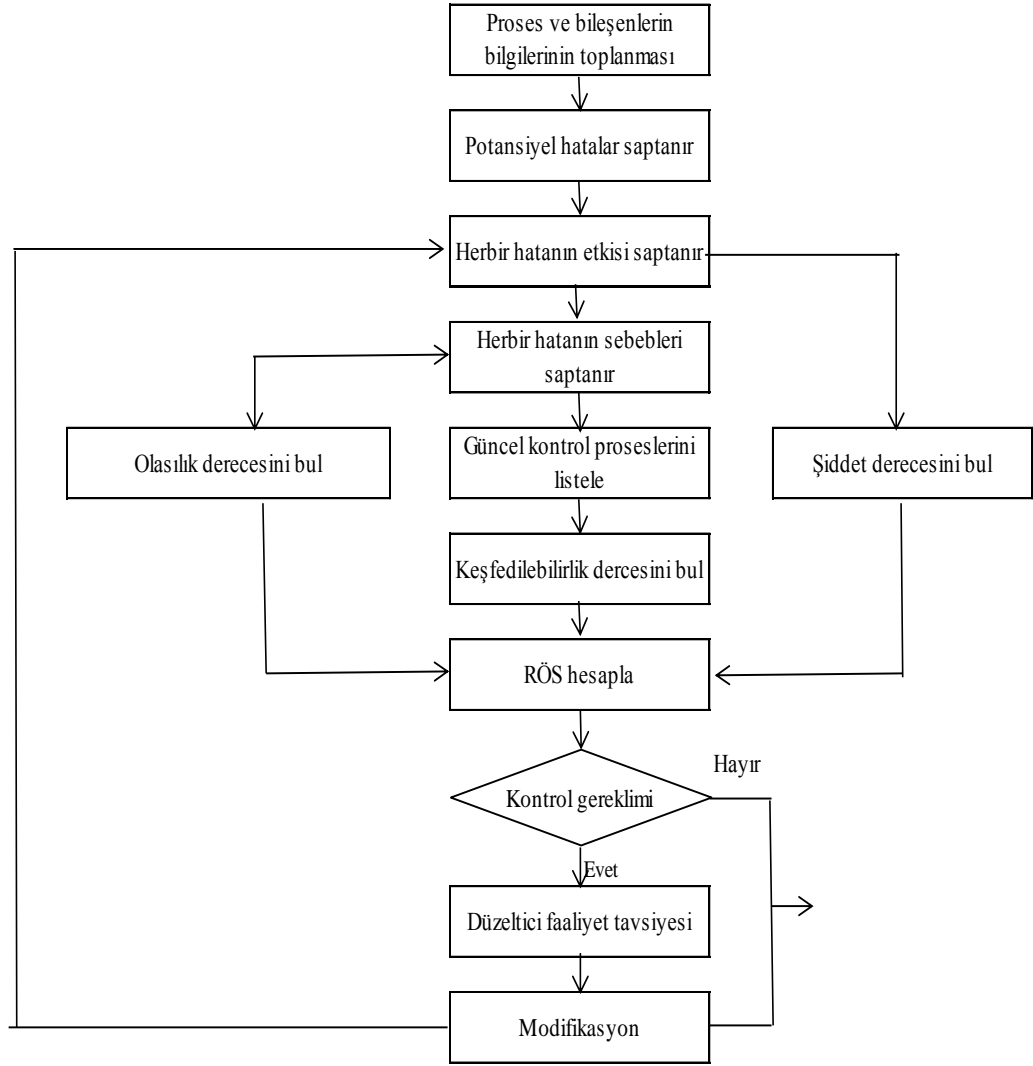 Proses ve bileşenlerin
bilgilerinin toplanması
Potansiyel hatalar saptanır
Herbir hatanın etkisi saptanır
Herbir hatanın sebebleri
saptanır
Olasılık derecesini bul
Güncel kontrol proseslerini
listele
Şiddet derecesini bul
Keşfedilebilirlik dercesini bul
RÖS hesapla
Hayır
Kontrol gereklimi
Evet
Düzeltici faaliyet tavsiyesi
Modifikasyon